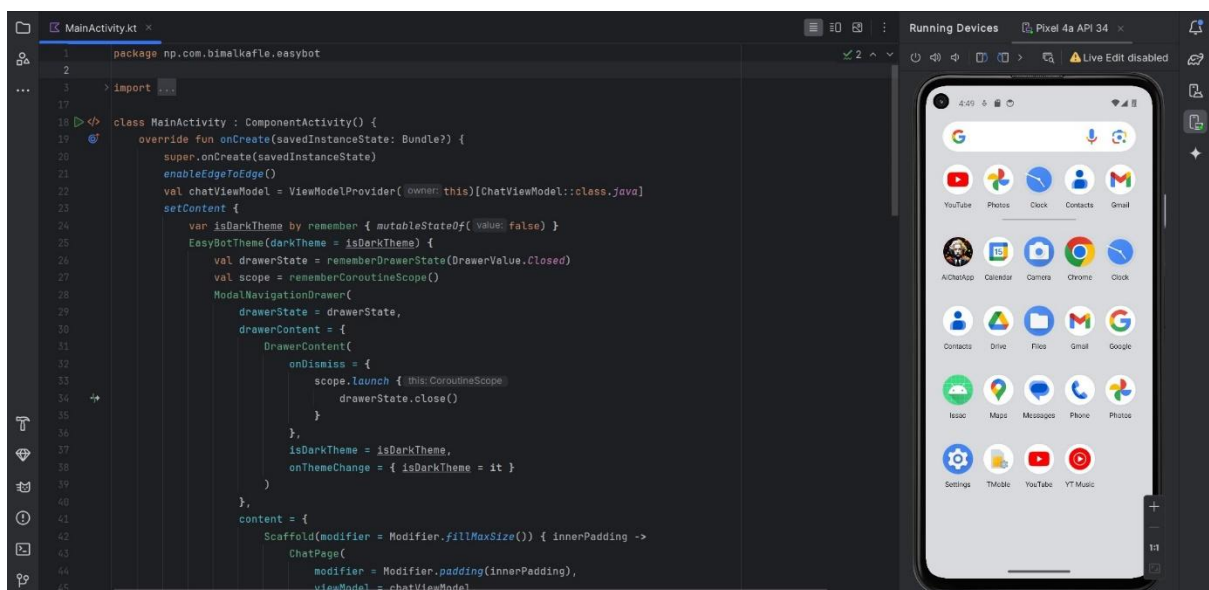 MainActivity.kt
Running Devices
Pixel 4a API 34
1 package np.com.bimalkafle.easybot
2
2
3 import ...
17
18 class MainActivity : ComponentActivity() {
19 override fun onCreate(savedInstanceState: Bundle?) {
20 super.onCreate(savedInstanceState)
21 enableEdgeToEdge()
22 val chatViewModel = ViewModelProvider( owner: this)[ChatViewModel::class.java]
23 setContent {
24 var isDarkTheme by remember { mutableStateOf( value: false) }
25 EasyBotTheme(darkTheme = isDarkTheme) {
26 val drawerState = rememberDrawerState(DrawerValue.Closed)
27 val scope = rememberCoroutineScope()
28 ModalNavigationDrawer(
29 drawerState = drawerState,
30 drawerContent = {
31 DrawerContent(
32 onDismiss = {
33 scope.launch { this: CoroutineScope
34 drawerState.close()
35 }
36 },
37 isDarkTheme = isDarkTheme,
38 onThemeChange = { isDarkTheme = it }
39 )
40 },
41 content = {
42 Scaffold(modifier = Modifier.fillMaxSize()) { innerPadding ->
43 ChatPage(
44 modifier = Modifier.padding(innerPadding),
45 viewModel = chatViewModel
Live Edit disabled
4:49
YouTube Photos Clock Contacts Gmail
15
AiChatApp Calendar Camera Chrome Clock
Contacts Drive Files Gmail Google
Issac Maps Messages Phone Photos
Settings TMoble YouTube YT Music
1:1